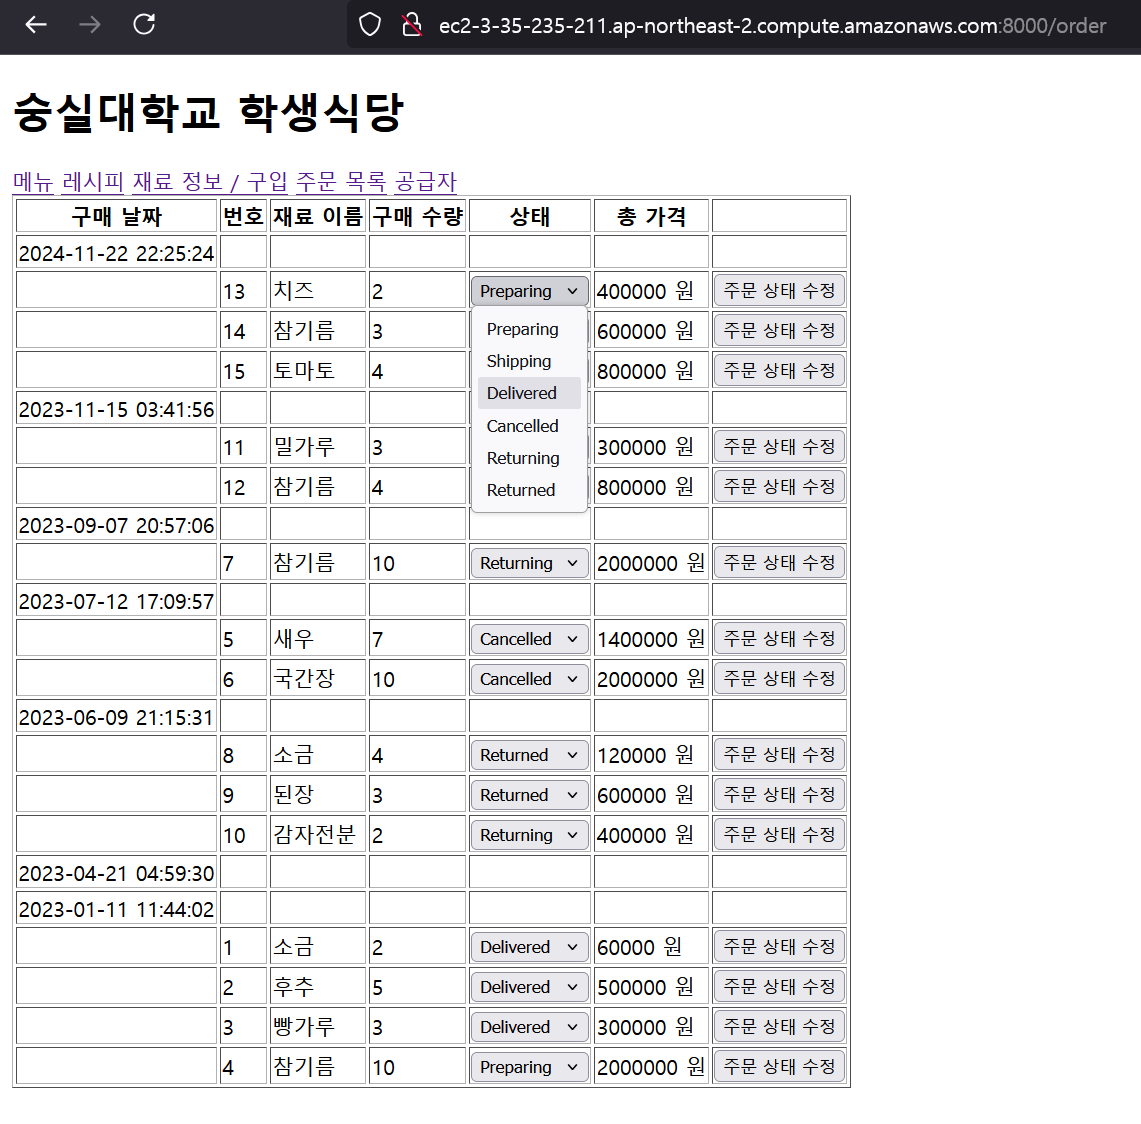 ec2-3-35-235-211.ap-northeast-2.compute.amazonaws.com:8000/order
숭실대학교 학생식당
메뉴 레시피 재료 정보 / 구입 주문 목록 공급자
구매 날짜 번호 재료 이름 구매 수량 상태 총 가격
2024-11-22 22:25:24
13 치즈 2 Preparing 400000 원 주문 상태 수정
Preparing
14 참기름 3 600000 원 주문 상태 수정
Shipping
15 토마토 4 800000 원 주문 상태 수정
Delivered
2023-11-15 03:41:56
Cancelled
11 밀가루 3 300000 원 주문 상태 수정
Returning
12 참기름 4 800000 원 주문 상태 수정
Returned
2023-09-07 20:57:06
7 참기름 10 Returning 2000000 원 주문 상태 수정
2023-07-12 17:09:57
5 새우 7 Cancelled 1400000 원 주문 상태 수정
6 국간장 10 Cancelled 2000000 원 주문 상태 수정
2023-06-09 21:15:31
8 소금 4 Returned 120000 원 주문 상태 수정
9 된장 3 Returned 600000 원 주문 상태 수정
10 감자전분 2 Returning 400000 원 주문 상태 수정
2023-04-21 04:59:30
2023-01-11 11:44:02
1 소금 2 Delivered 60000 원 주문 상태 수정
2 후추 5 Delivered 500000 원 주문 상태 수정
3 빵가루 3 Delivered 300000 원 주문 상태 수정
4 참기름 10 Preparing 2000000 원 주문 상태 수정